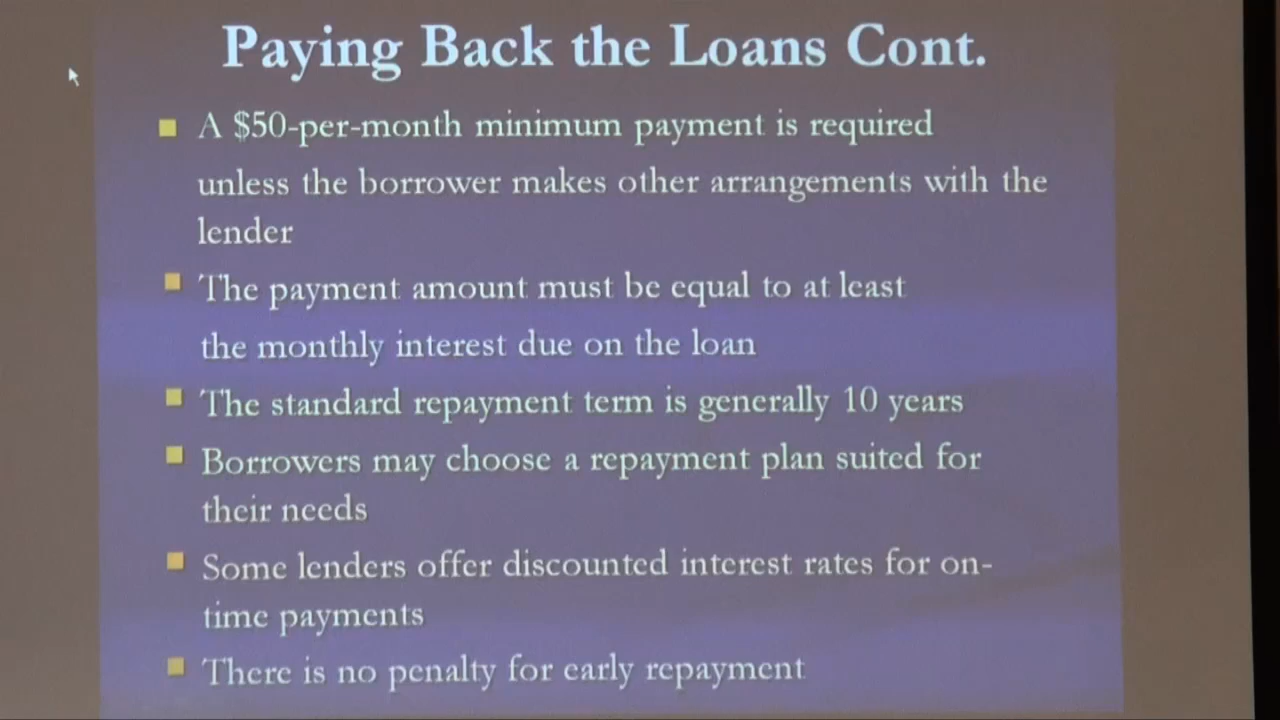 Paying Back the Loans Cont.
A $50-per-month minimum payment is required
unless the borrower makes other arrangements with the
lender
The payment amount must be equal to at least
the monthly interest due on the loan
The standard repayment term is generally 10 years
Borrowers may choose a repayment plan suited for
their needs
Some lenders offer discounted interest rates for on-
time payments
There is no penalty for early repayment